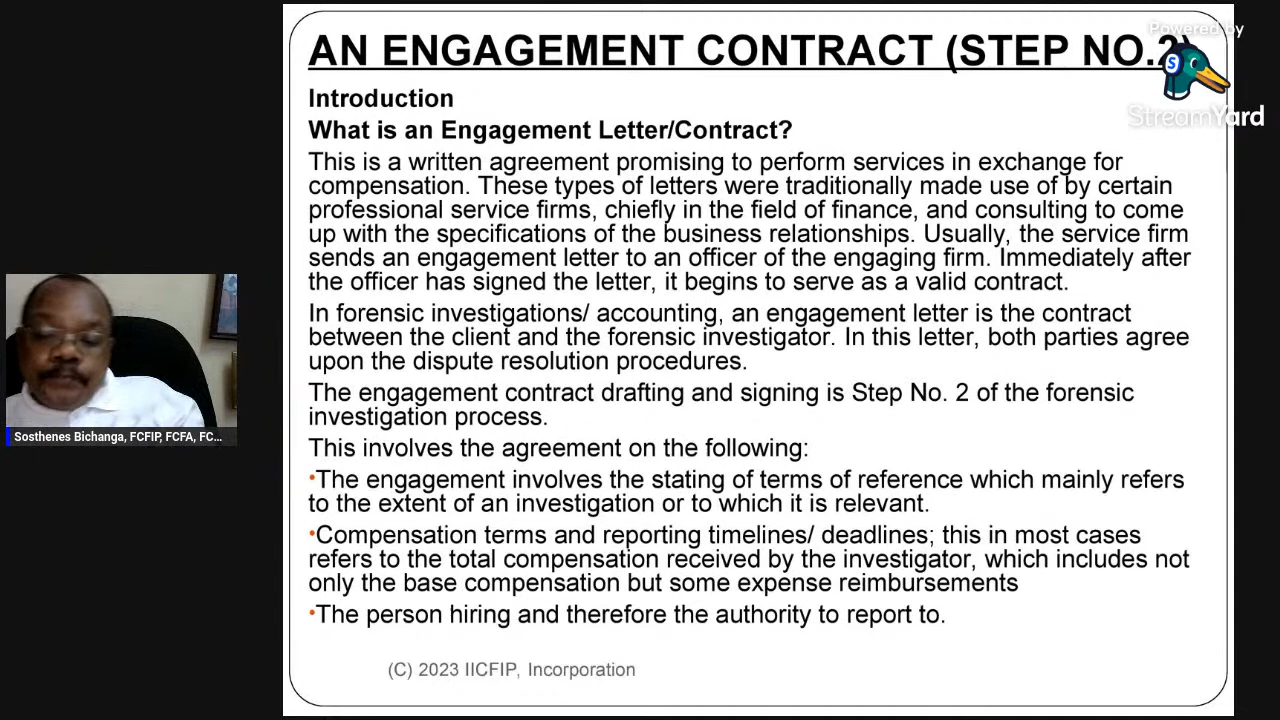 AN ENGAGEMENT CONTRACT (STEP NO.2)
Powered by
S
StreamYard
Introduction
What is an Engagement Letter/Contract?
This is a written agreement promising to perform services in exchange for
compensation. These types of letters were traditionally made use of by certain
professional service firms, chiefly in the field of finance, and consulting to come
up with the specifications of the business relationships. Usually, the service firm
sends an engagement letter to an officer of the engaging firm. Immediately after
the officer has signed the letter, it begins to serve as a valid contract.
In forensic investigations/ accounting, an engagement letter is the contract
between the client and the forensic investigator. In this letter, both parties agree
upon the dispute resolution procedures.
The engagement contract drafting and signing is Step No. 2 of the forensic
investigation process.
This involves the agreement on the following:
•The engagement involves the stating of terms of reference which mainly refers
to the extent of an investigation or to which it is relevant.
•Compensation terms and reporting timelines/ deadlines; this in most cases
refers to the total compensation received by the investigator, which includes not
only the base compensation but some expense reimbursements
•The person hiring and therefore the authority to report to.
(C) 2023 IICFIP, Incorporation
Sosthenes Bichanga, FCFIP, FCFA, FC...